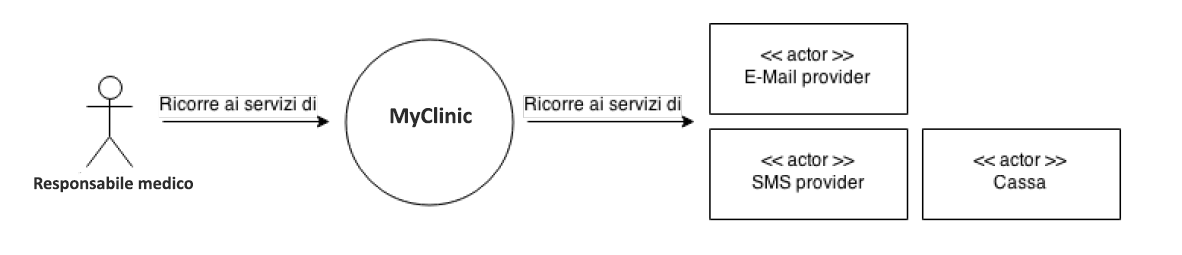 << actor >>
E-Mail provider
Ricorre ai servizi di
MyClinic
Ricorre ai servizi di
<< actor >>
SMS provider
<< actor >>
Cassa
Responsabile medico